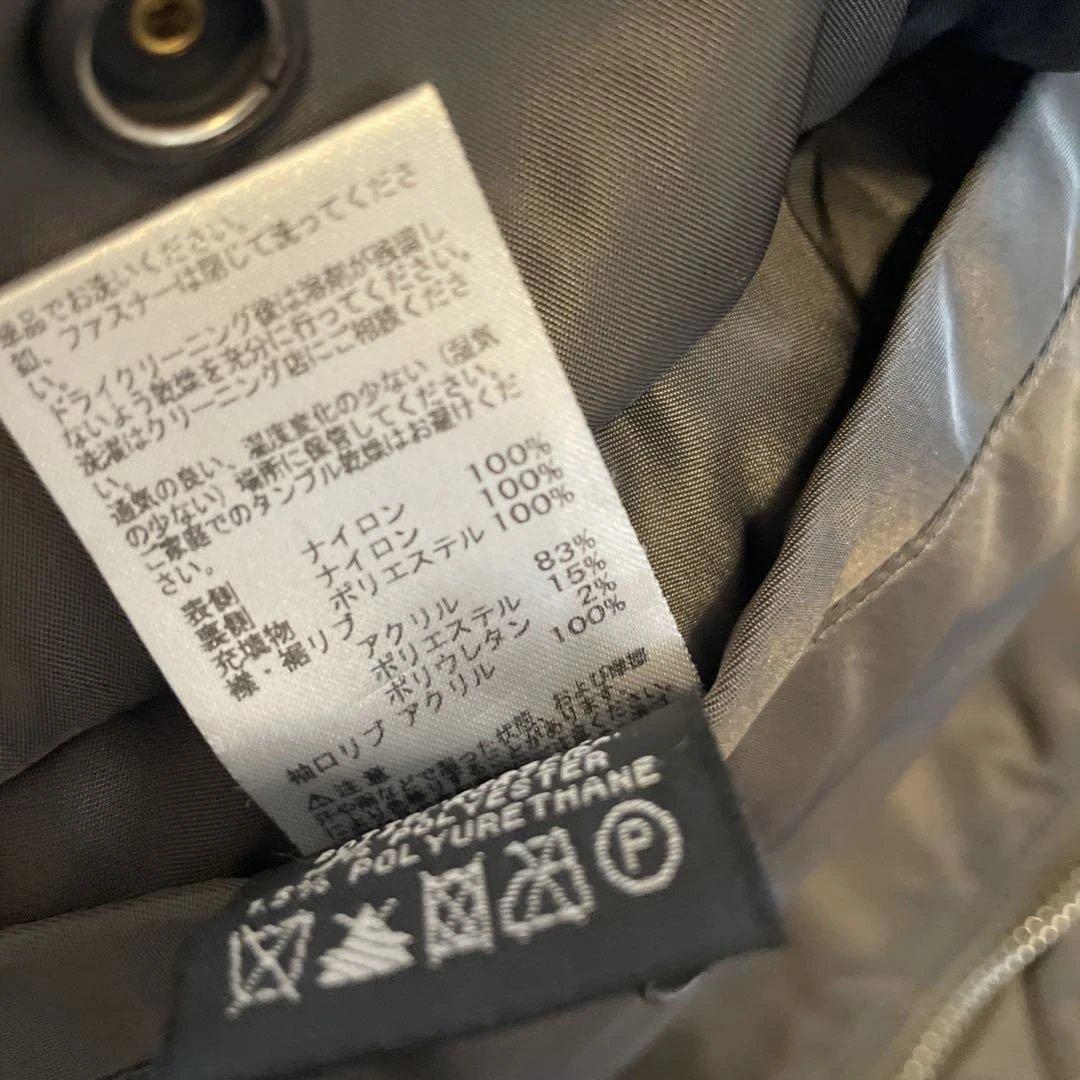 単品でお洗いください。
釦、ファスナーは閉じて洗ってくださ
い。
ドライクリーニング後は溶剤が残留し
ないよう乾燥を充分に行ってください。
洗濯はクリーニング店にご相談くださ
い。
通気の良い、温度変化の少ない(湿気
の少ない)場所に保管してください。
ご家庭でのタンブル乾燥はお避けくだ
さい。
表側 ナイロン 100%
裏側 ナイロン 100%
充填物 ポリエステル 100%
襟・裾リブ アクリル 83%
ポリエステル 15%
ポリウレタン 2%
袖口リブ アクリル 100%
⚠注意
POLYESTER
POLYURETHANE
P